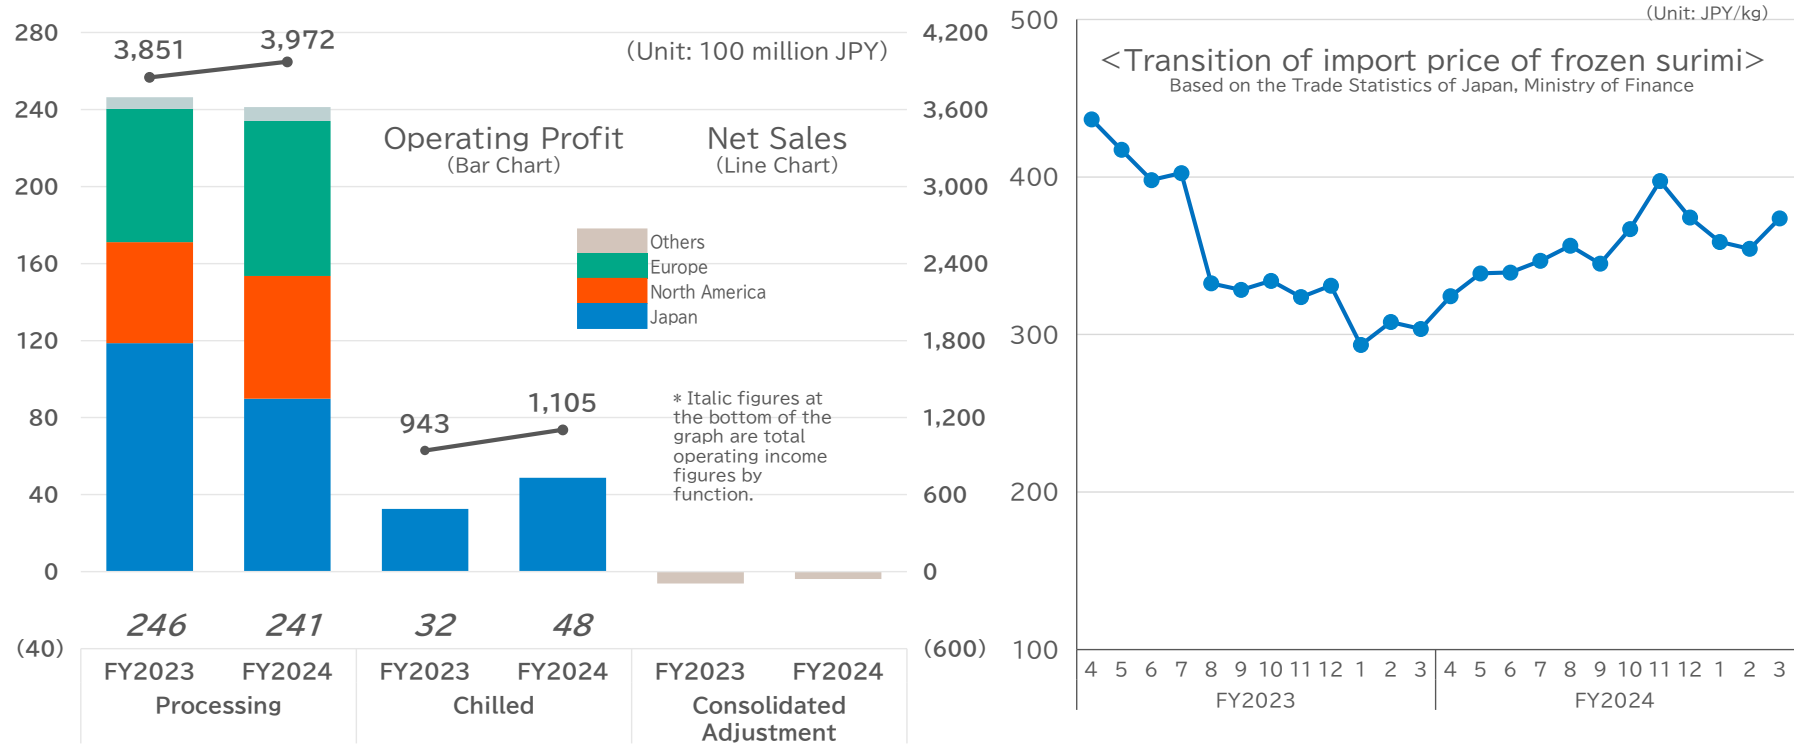 (Unit: 100 million JPY)
280
240
200
160
120
80
40
0
(40)
3,851
3,972
Operating Profit
(Bar Chart)
Net Sales
(Line Chart)
Others
Europe
North America
Japan
943
1,105
* Italic figures at
the bottom of the
graph are total
operating income
figures by
function.
4,200
3,600
3,000
2,400
1,800
1,200
600
0
(600)
246
241
32
48
FY2023
FY2024
FY2023
FY2024
FY2023
FY2024
Processing
Chilled
Consolidated
Adjustment
(Unit: JPY/kg)
<Transition of import price of frozen surimi>
Based on the Trade Statistics of Japan, Ministry of Finance
500
400
300
200
100
4 5 6 7 8 9 10 11 12 1 2 3 4 5 6 7 8 9 10 11 12 1 2 3
FY2023
FY2024